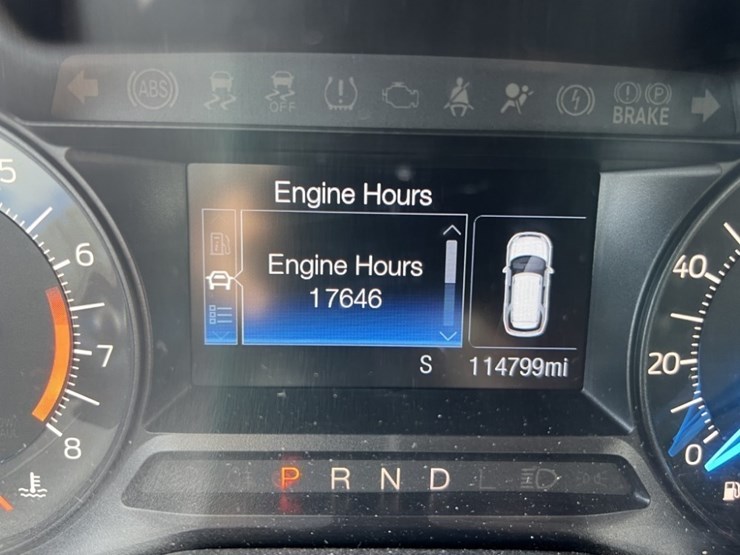 ABS
OFF
BRAKE
5
6
7
8
Engine Hours
Engine Hours
17646
S 114799mi
40
20
0
P R N D L